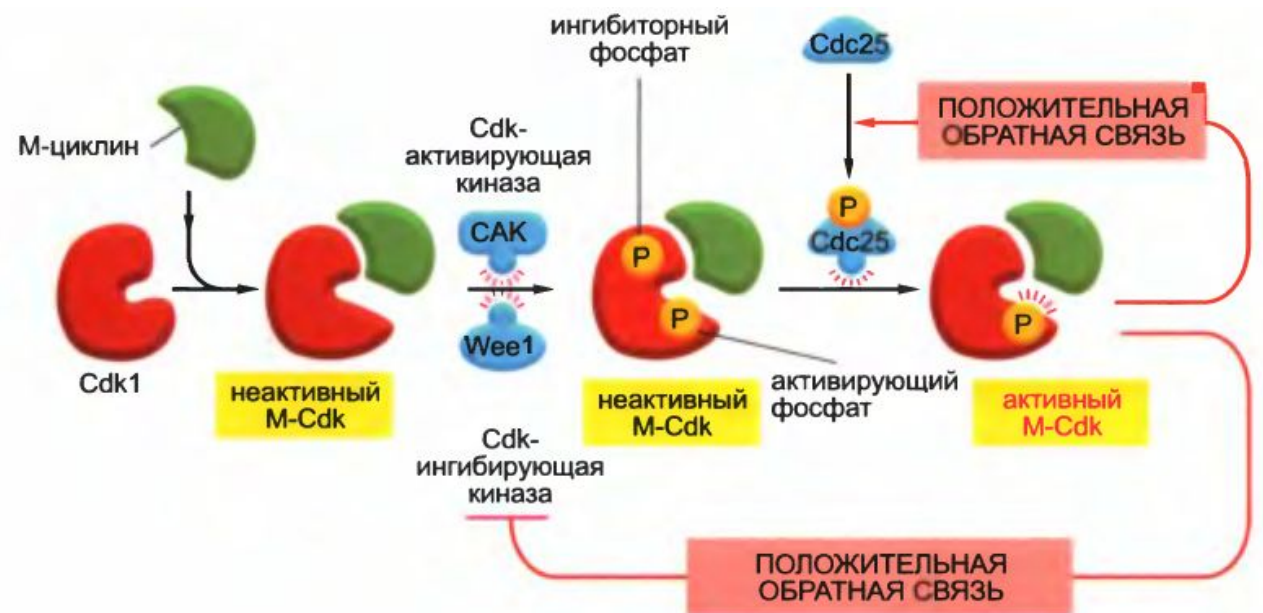 ингибиторный
фосфат
Cdc25
ПОЛОЖИТЕЛЬНАЯ
ОБРАТНАЯ СВЯЗЬ
М-циклин
Cdk-
активирующая
киназа
CAK
P
P
Cdc25
P
P
Wee1
Cdk1
неактивный
M-Cdk
неактивный
M-Cdk
активирующий
фосфат
активный
M-Cdk
Cdk-
ингибирующая
киназа
ПОЛОЖИТЕЛЬНАЯ
ОБРАТНАЯ СВЯЗЬ